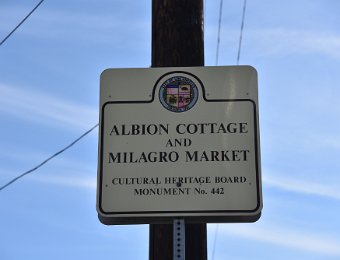 ALBION COTTAGE
AND
MILAGRO MARKET
CULTURAL HERITAGE BOARD
MONUMENT No. 442